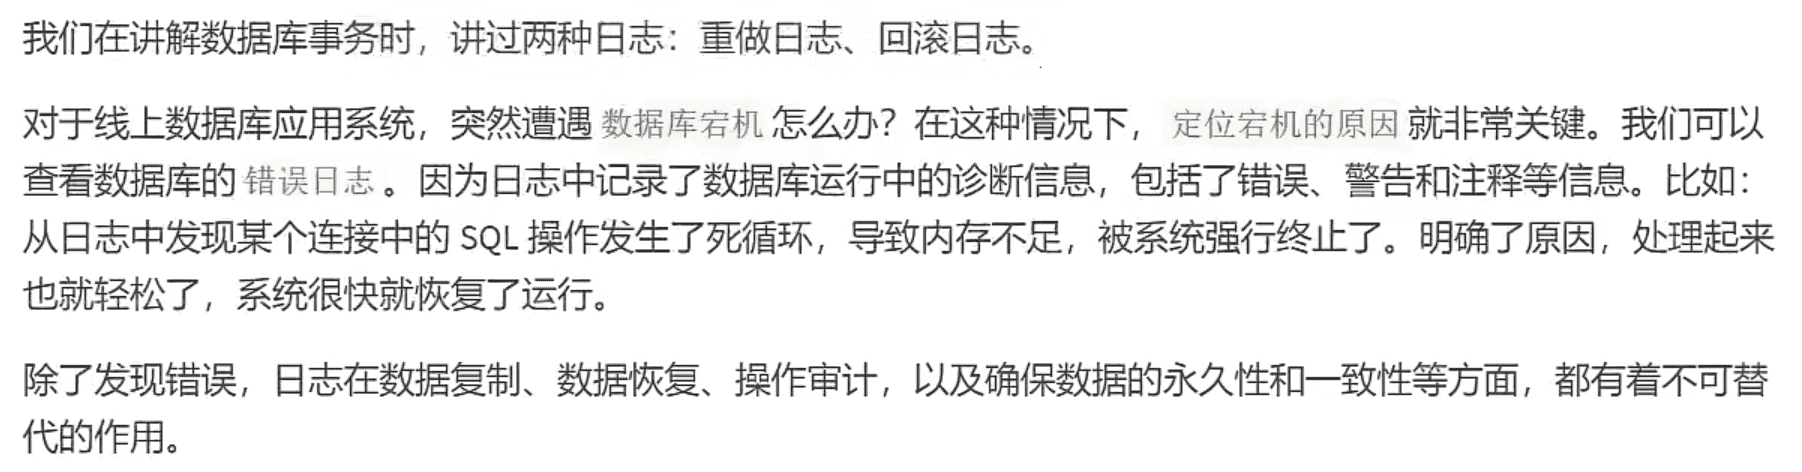 我们在讲解数据库事务时，讲过两种日志：重做日志、回滚日志。
对于线上数据库应用系统，突然遭遇 数据库宕机 怎么办？在这种情况下， 定位宕机的原因 就非常关键。我们可以
查看数据库的 错误日志 。因为日志中记录了数据库运行中的诊断信息，包括了错误、警告和注释等信息。比如：
从日志中发现某个连接中的 SQL 操作发生了死循环，导致内存不足，被系统强行终止了。明确了原因，处理起来
也就轻松了，系统很快就恢复了运行。
除了发现错误，日志在数据复制、数据恢复、操作审计，以及确保数据的永久性和一致性等方面，都有着不可替
代的作用。